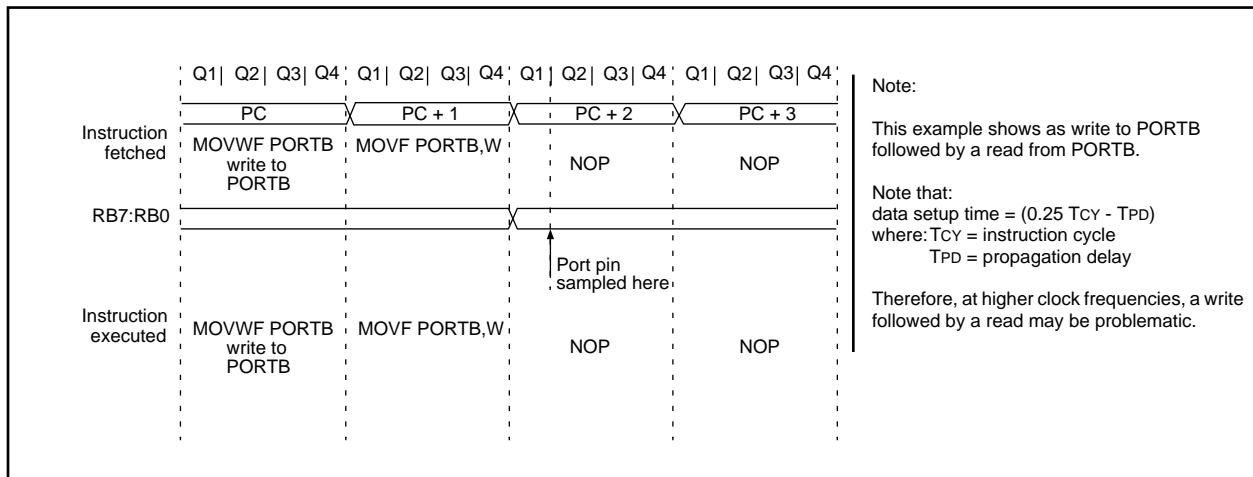 Q1| Q2| Q3| Q4 Q1| Q2| Q3| Q4 Q1| Q2| Q3| Q4 Q1| Q2| Q3| Q4
PC PC + 1 PC + 2 PC + 3
Instruction
fetched
MOVWF PORTB
write to
PORTB
MOVF PORTB,W
NOP
NOP
RB7:RB0
Port pin
sampled here
Instruction
executed
MOVWF PORTB
write to
PORTB
MOVF PORTB,W
NOP
NOP
Note:
This example shows as write to PORTB
followed by a read from PORTB.
Note that:
data setup time = (0.25 TCY - TPD)
where: TCY = instruction cycle
TPD = propagation delay
Therefore, at higher clock frequencies, a write
followed by a read may be problematic.